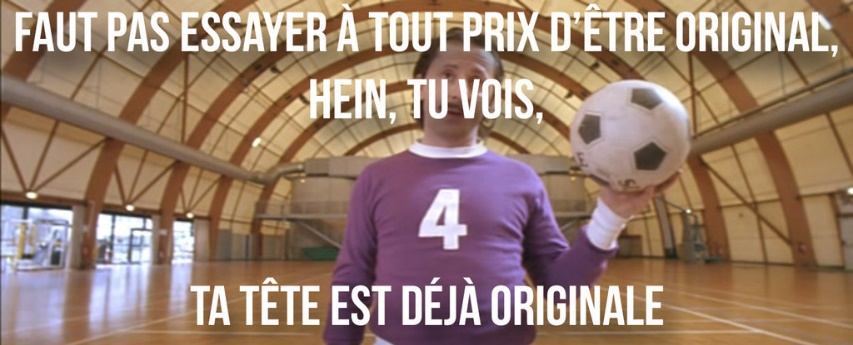 FAUT PAS ESSAYER À TOUT PRIX D'ÊTRE ORIGINAL,
HEIN, TU VOIS,
4
TA TÊTE EST DÉJÀ ORIGINALE